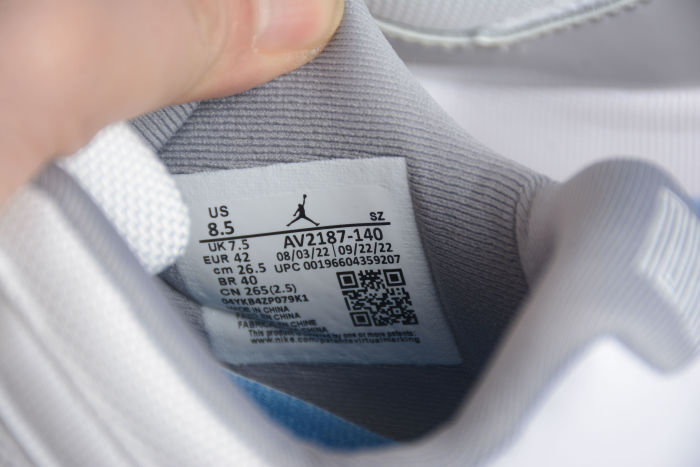 US
8.5
SZ
UK 7.5
AV2187-140
EUR 42
08/03/22 09/22/22
cm 26.5
UPC 00196604359207
BR 40
CN 265(2.5)
04YKB4ZP079K1
MADE IN CHINA
FABRIQUE EN CHINE
This product is covered by one or more patents:
www.nike.com/patentvirtualmarking